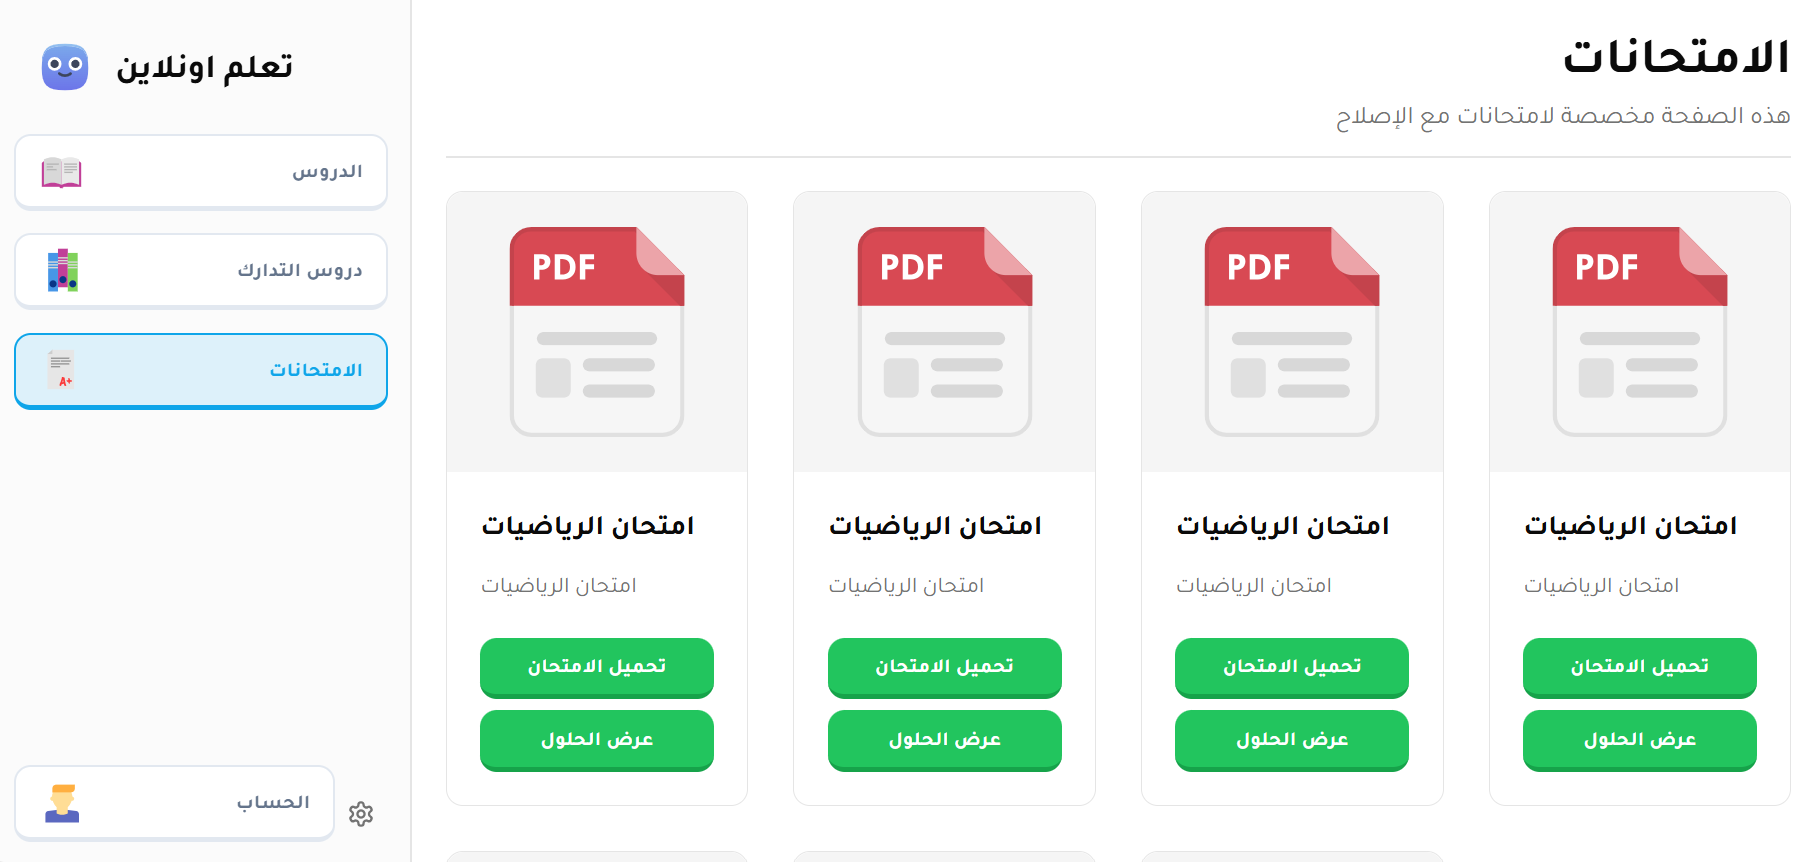 تعلم اونلاين
الدروس
دروس التدارك
A+
الامتحانات
الحساب
الامتحانات
هذه الصفحة مخصصة لامتحانات مع الإصلاح
PDF
امتحان الرياضيات
امتحان الرياضيات
تحميل الامتحان
عرض الحلول
PDF
امتحان الرياضيات
امتحان الرياضيات
تحميل الامتحان
عرض الحلول
PDF
امتحان الرياضيات
امتحان الرياضيات
تحميل الامتحان
عرض الحلول
PDF
امتحان الرياضيات
امتحان الرياضيات
تحميل الامتحان
عرض الحلول